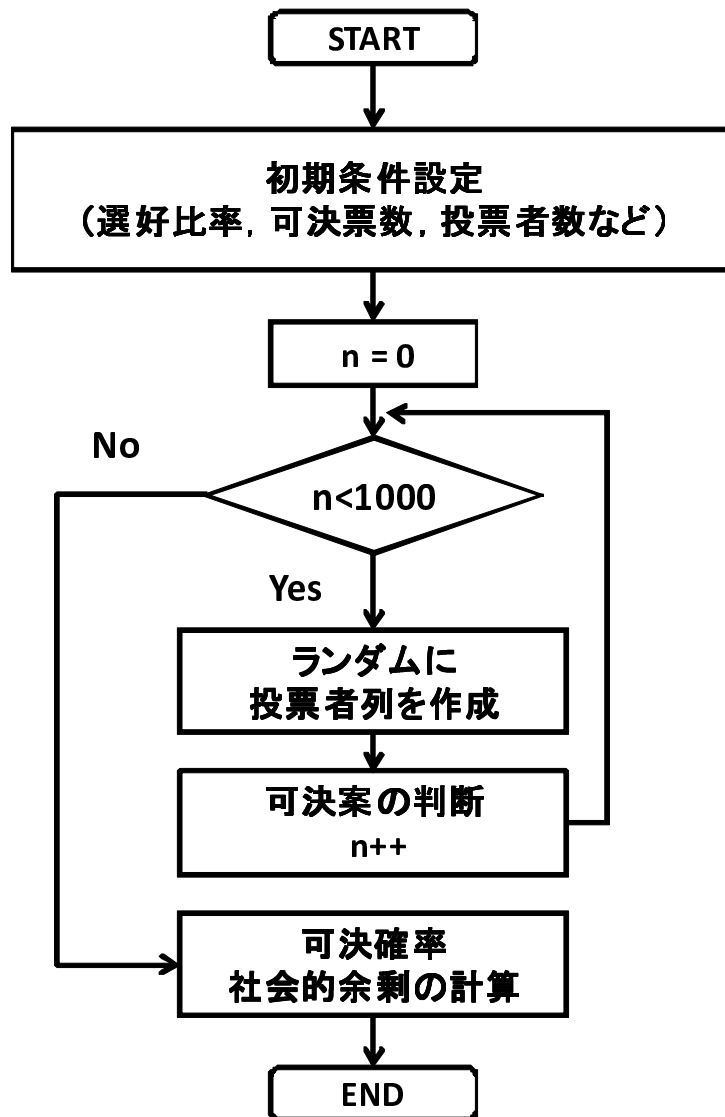 START
初期条件設定
（選好比率，可決票数，投票者数など）
n = 0
No
n<1000
Yes
ランダムに
投票者列を作成
可決案の判断
n++
可決確率
社会的余剰の計算
END